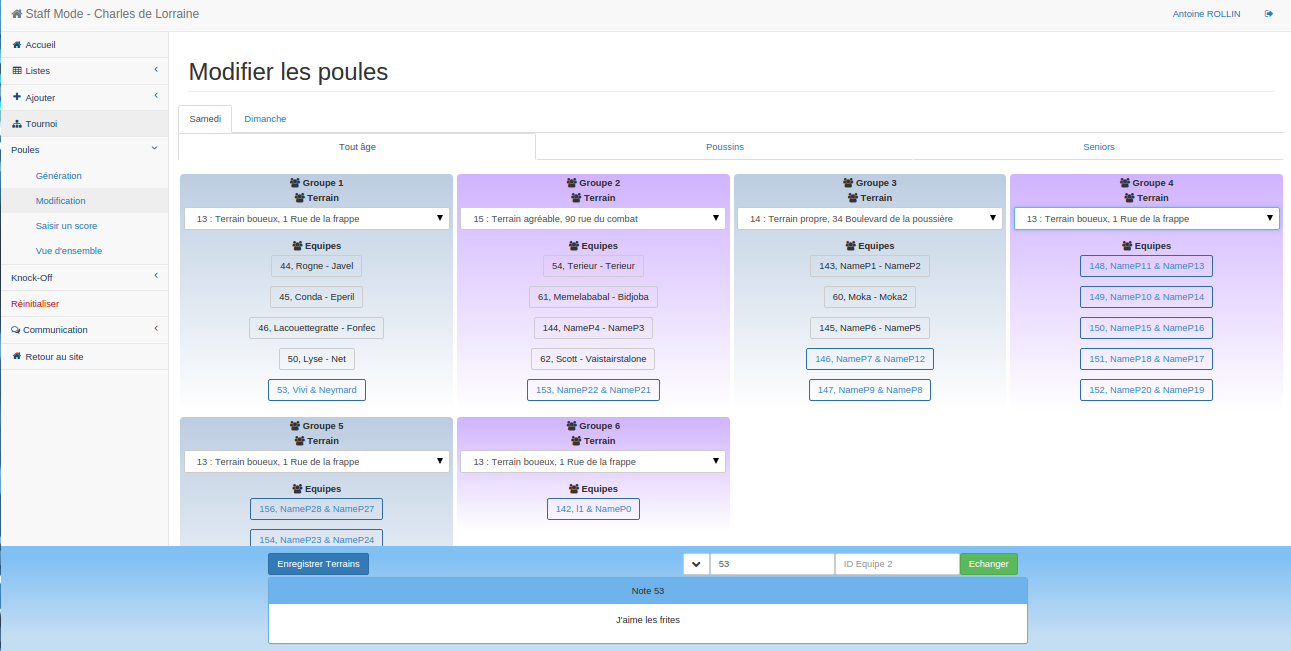 Staff Mode - Charles de Lorraine
Antoine ROLLIN
Accueil
Listes
Ajouter
Tournoi
Poules
Génération
Modification
Saisir un score
Vue d'ensemble
Knock-Off
Réinitialiser
Communication
Retour au site
Modifier les poules
Samedi
Dimanche
Tout âge
Poussins
Seniors
Groupe 1
Terrain
13 : Terrain boueux, 1 Rue de la frappe
Equipes
44, Rogne - Javel
45, Conda - Eperil
46, Lacouettegratte - Fonfec
50, Lyse - Net
53, Vivi & Neymard
Groupe 2
Terrain
15 : Terrain agréable, 90 rue du combat
Equipes
54, Terieur - Terieur
61, Memelababal - Bidjoba
144, NameP4 - NameP3
62, Scott - Vaistairstalone
153, NameP22 & NameP21
Groupe 3
Terrain
14 : Terrain propre, 34 Boulevard de la poussière
Equipes
143, NameP1 - NameP2
60, Moka - Moka2
145, NameP6 - NameP5
146, NameP7 & NameP12
147, NameP9 & NameP8
Groupe 4
Terrain
13 : Terrain boueux, 1 Rue de la frappe
Equipes
148, NameP11 & NameP13
149, NameP10 & NameP14
150, NameP15 & NameP16
151, NameP18 & NameP17
152, NameP20 & NameP19
Groupe 5
Terrain
13 : Terrain boueux, 1 Rue de la frappe
Equipes
156, NameP28 & NameP27
154, NameP23 & NameP24
Groupe 6
Terrain
13 : Terrain boueux, 1 Rue de la frappe
Equipes
142, l1 & NameP0
Enregistrer Terrains
53
ID Equipe 2
Echanger
Note 53
J'aime les frites